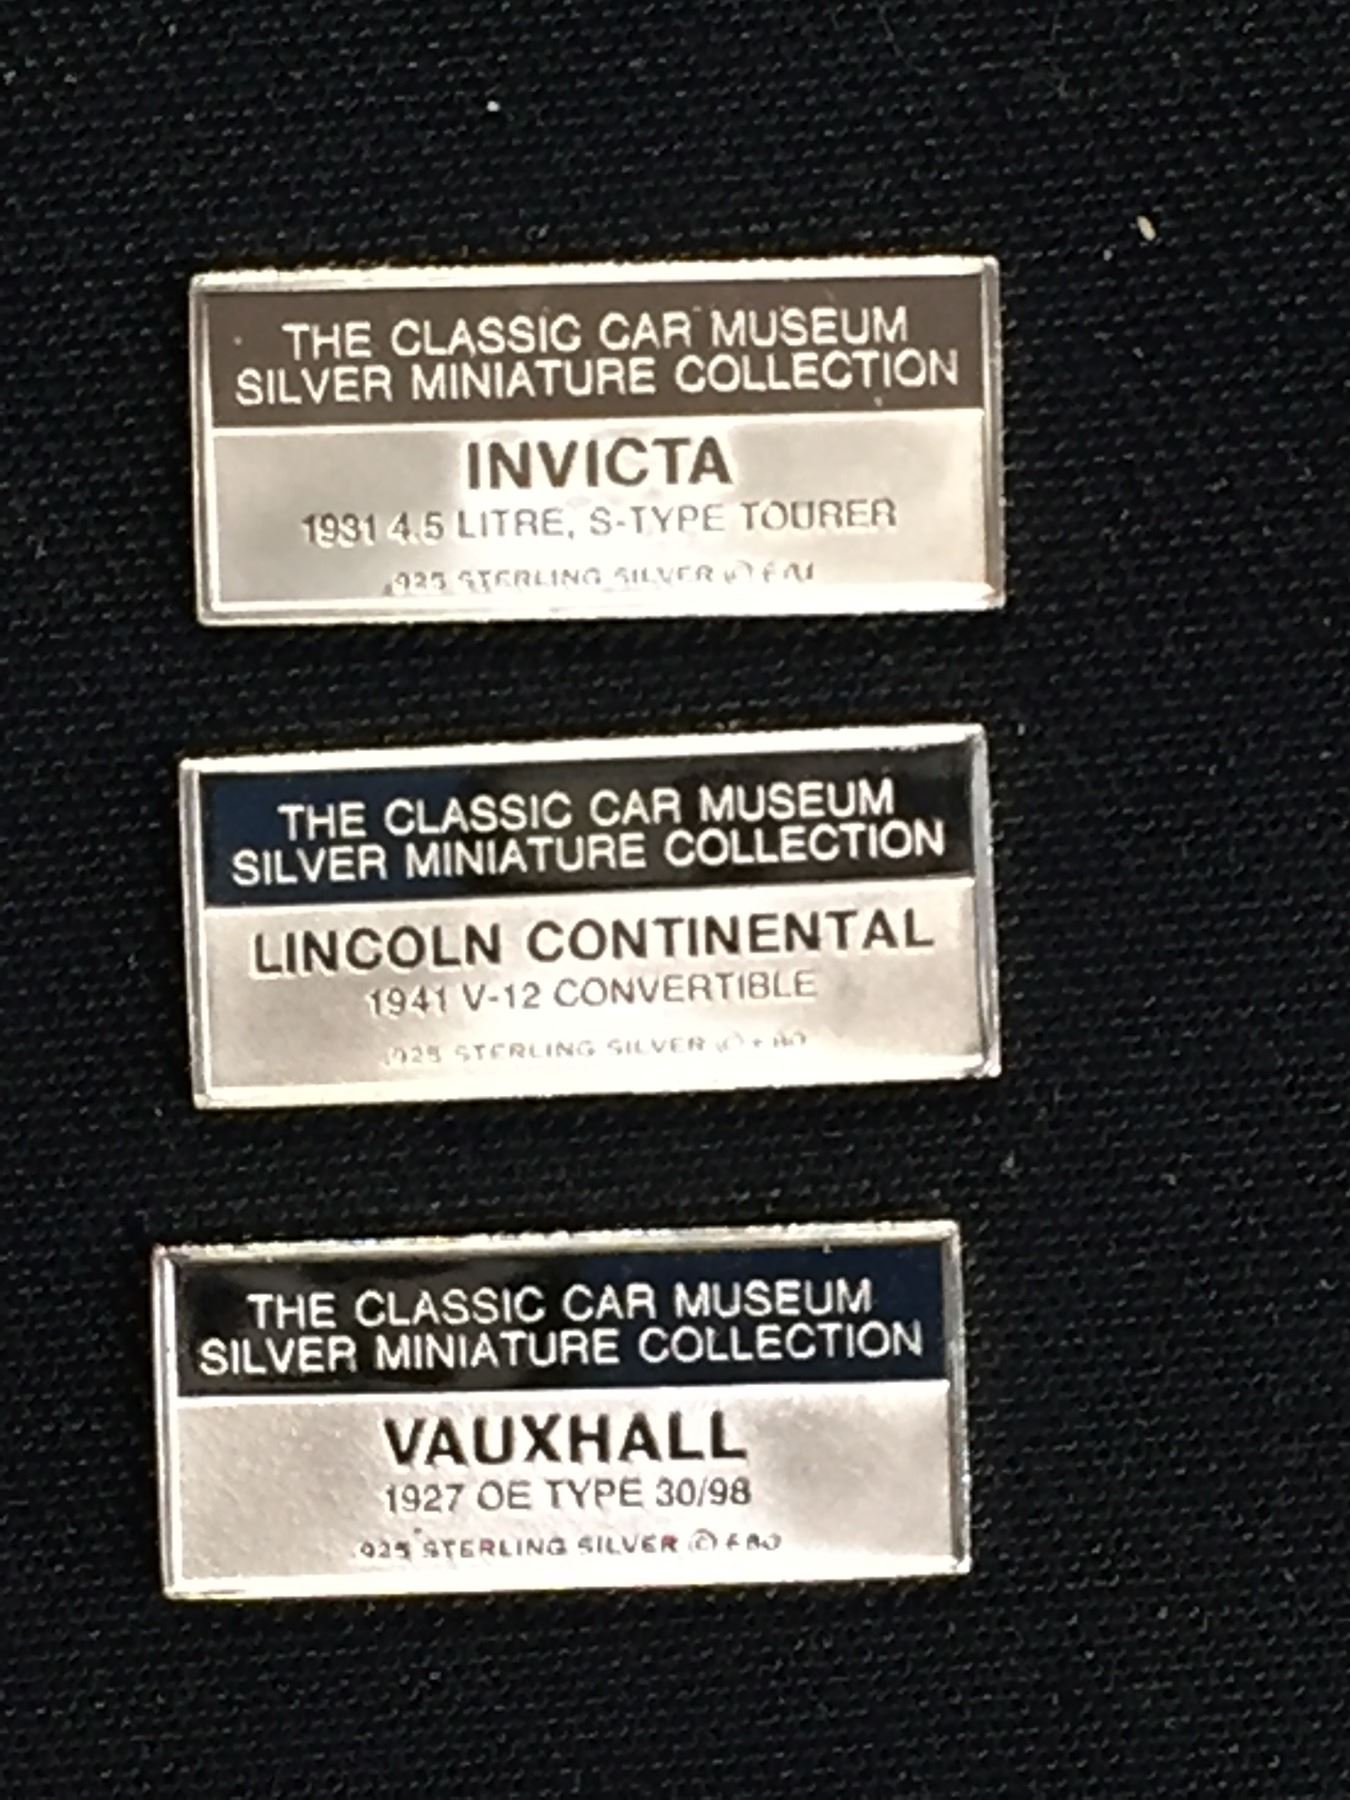 THE CLASSIC CAR MUSEUM
SILVER MINIATURE COLLECTION
INVICTA
1931 4.5 LITRE, S-TYPE TOURER
.925 STERLING SILVER ©
THE CLASSIC CAR MUSEUM
SILVER MINIATURE COLLECTION
LINCOLN CONTINENTAL
1941 V-12 CONVERTIBLE
.925 STERLING SILVER ©
THE CLASSIC CAR MUSEUM
SILVER MINIATURE COLLECTION
VAUXHALL
1927 OE TYPE 30/98
.925 STERLING SILVER ©